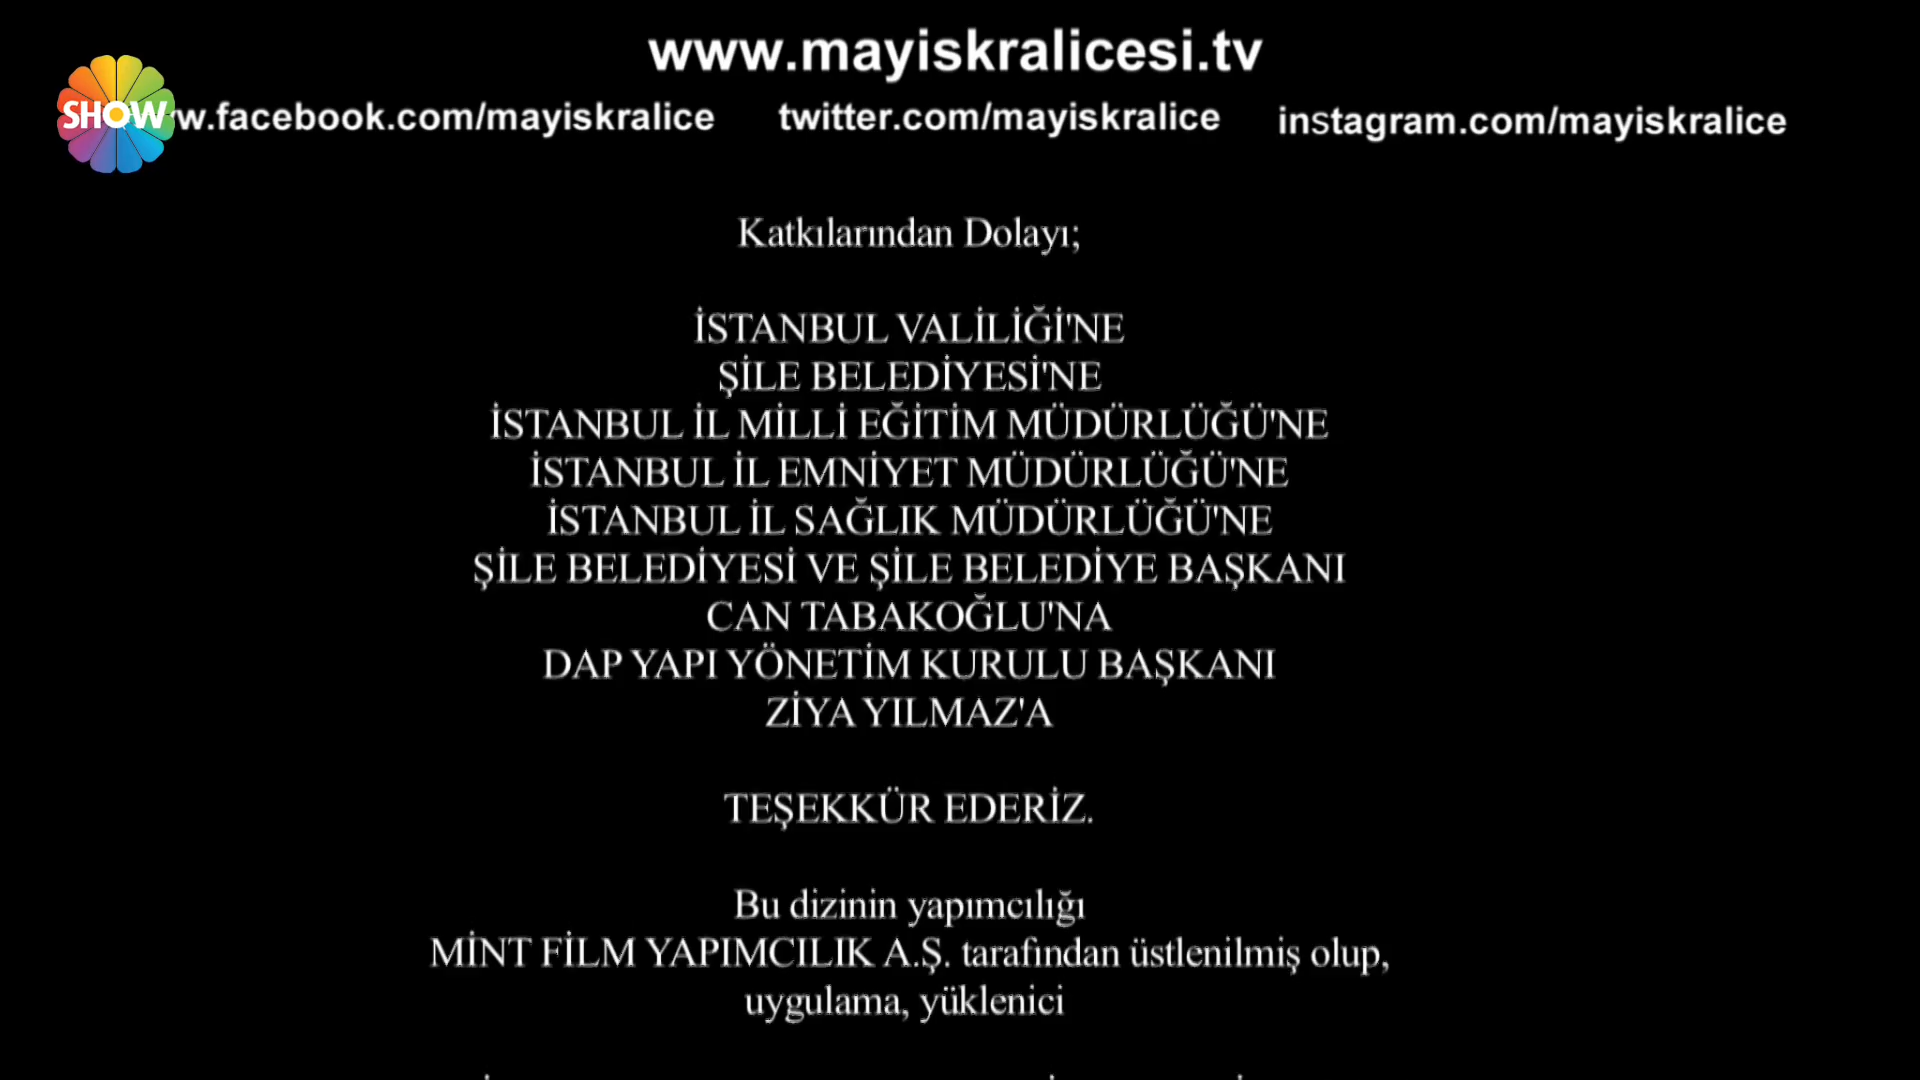 www.mayiskralicesi.tv
SHOW
w.facebook.com/mayiskralice twitter.com/mayiskralice instagram.com/mayiskralice
Katkılarından Dolayı;
İSTANBUL VALİLİĞİ'NE
ŞİLE BELEDİYESİ'NE
İSTANBUL İL MİLLİ EĞİTİM MÜDÜRLÜĞÜ'NE
İSTANBUL İL EMNİYET MÜDÜRLÜĞÜ'NE
İSTANBUL İL SAĞLIK MÜDÜRLÜĞÜ'NE
ŞİLE BELEDİYESİ VE ŞİLE BELEDİYE BAŞKANI
CAN TABAKOĞLU'NA
DAP YAPI YÖNETİM KURULU BAŞKANI
ZİYA YILMAZ'A
TEŞEKKÜR EDERİZ.
Bu dizinin yapımcılığı
MİNT FİLM YAPIMCILIK A.Ş. tarafından üstlenilmiş olup,
uygulama, yüklenici